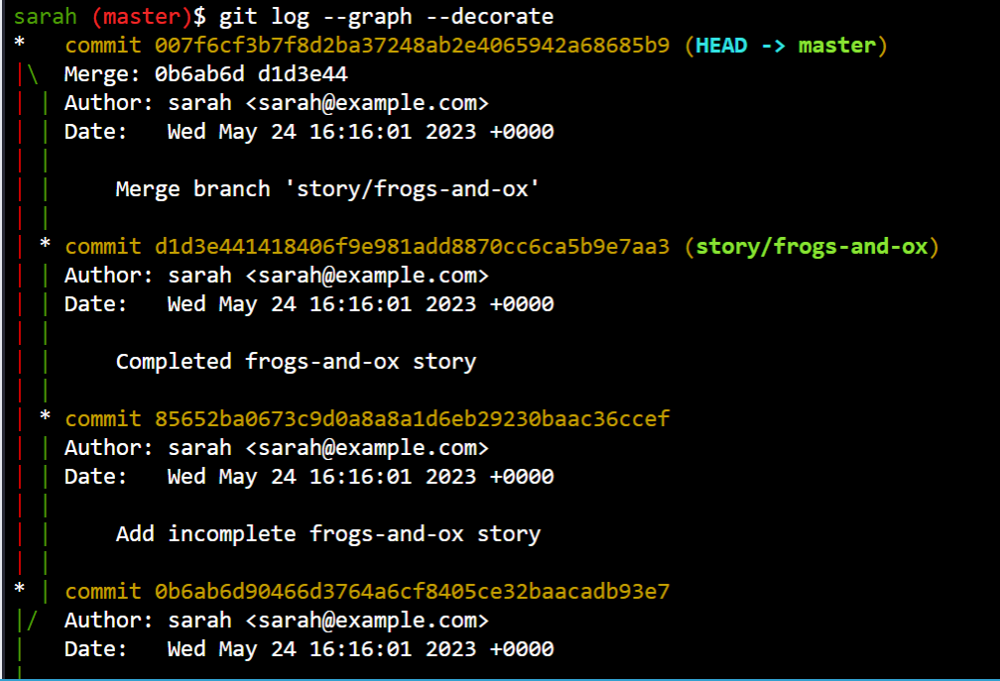 sarah (master)$ git log --graph --decorate
*   commit 007f6cf3b7f8d2ba37248ab2e4065942a68685b9 (HEAD -> master)
|\  Merge: 0b6ab6d d1d3e44
| | Author: sarah <sarah@example.com>
| | Date:   Wed May 24 16:16:01 2023 +0000
| |
| |     Merge branch 'story/frogs-and-ox'
| |
| * commit d1d3e441418406f9e981add8870cc6ca5b9e7aa3 (story/frogs-and-ox)
| | Author: sarah <sarah@example.com>
| | Date:   Wed May 24 16:16:01 2023 +0000
| |
| |     Completed frogs-and-ox story
| |
| * commit 85652ba0673c9d0a8a8a1d6eb29230baac36ccef
| | Author: sarah <sarah@example.com>
| | Date:   Wed May 24 16:16:01 2023 +0000
| |
| |     Add incomplete frogs-and-ox story
| |
* | commit 0b6ab6d90466d3764a6cf8405ce32baacadb93e7
|/  Author: sarah <sarah@example.com>
|   Date:   Wed May 24 16:16:01 2023 +0000
|